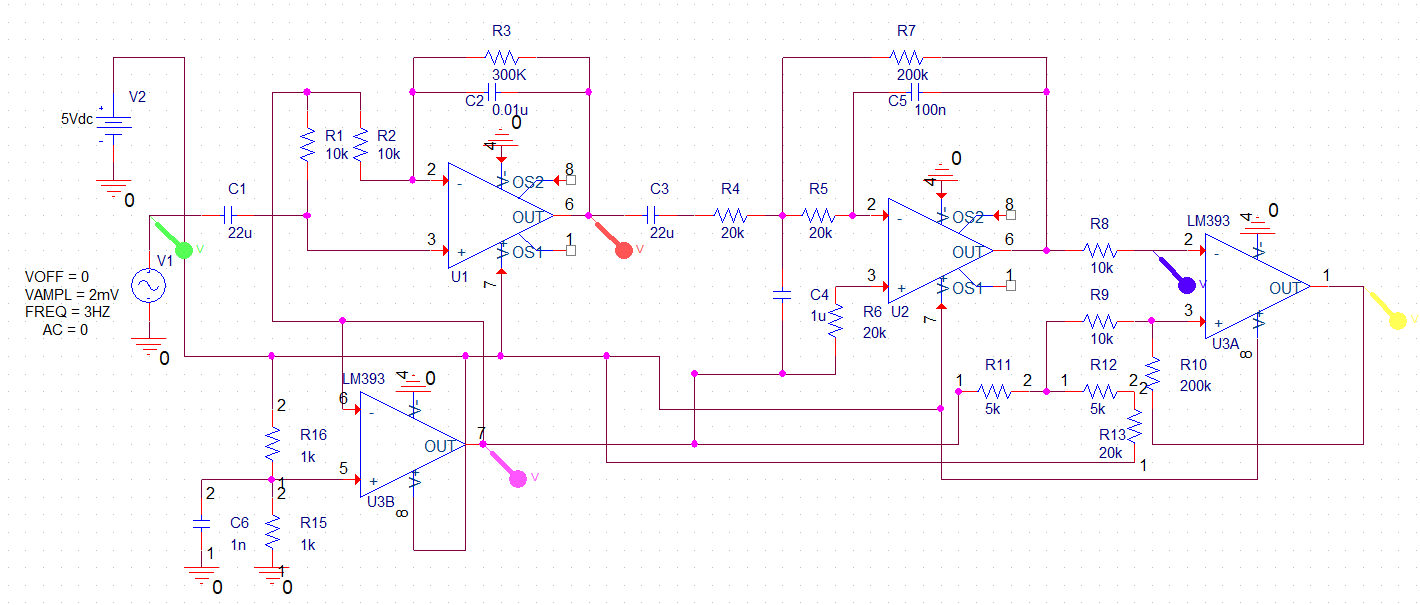 R3
300K
C2
0.01u
0
R7
200k
C5
100n
V2
5Vdc
+
-
0
R1
10k
R2
10k
4
V-
2
-
OS2
8
OUT
6
3
+
OS1
1
V+
U1
7
C1
22u
V
V1
VOFF = 0
VAMPL = 2mV
FREQ = 3HZ
AC = 0
0
V
C3
22u
R4
20k
R5
20k
C4
1u
R6
20k
0
4
V-
2
-
OS2
8
OUT
6
3
+
OS1
1
V+
U2
7
R8
10k
V
R9
10k
LM393
4
0
V-
2
-
OUT
1
3
+
V+
U3A
8
V
R10
200k
2
1
R11
5k
2
1
R12
5k
2
R13
20k
1
LM393
4
0
V-
6
-
OUT
7
5
+
V+
U3B
8
V
2
R16
1k
1
2
R15
1k
1
0
2
C6
1n
1
0